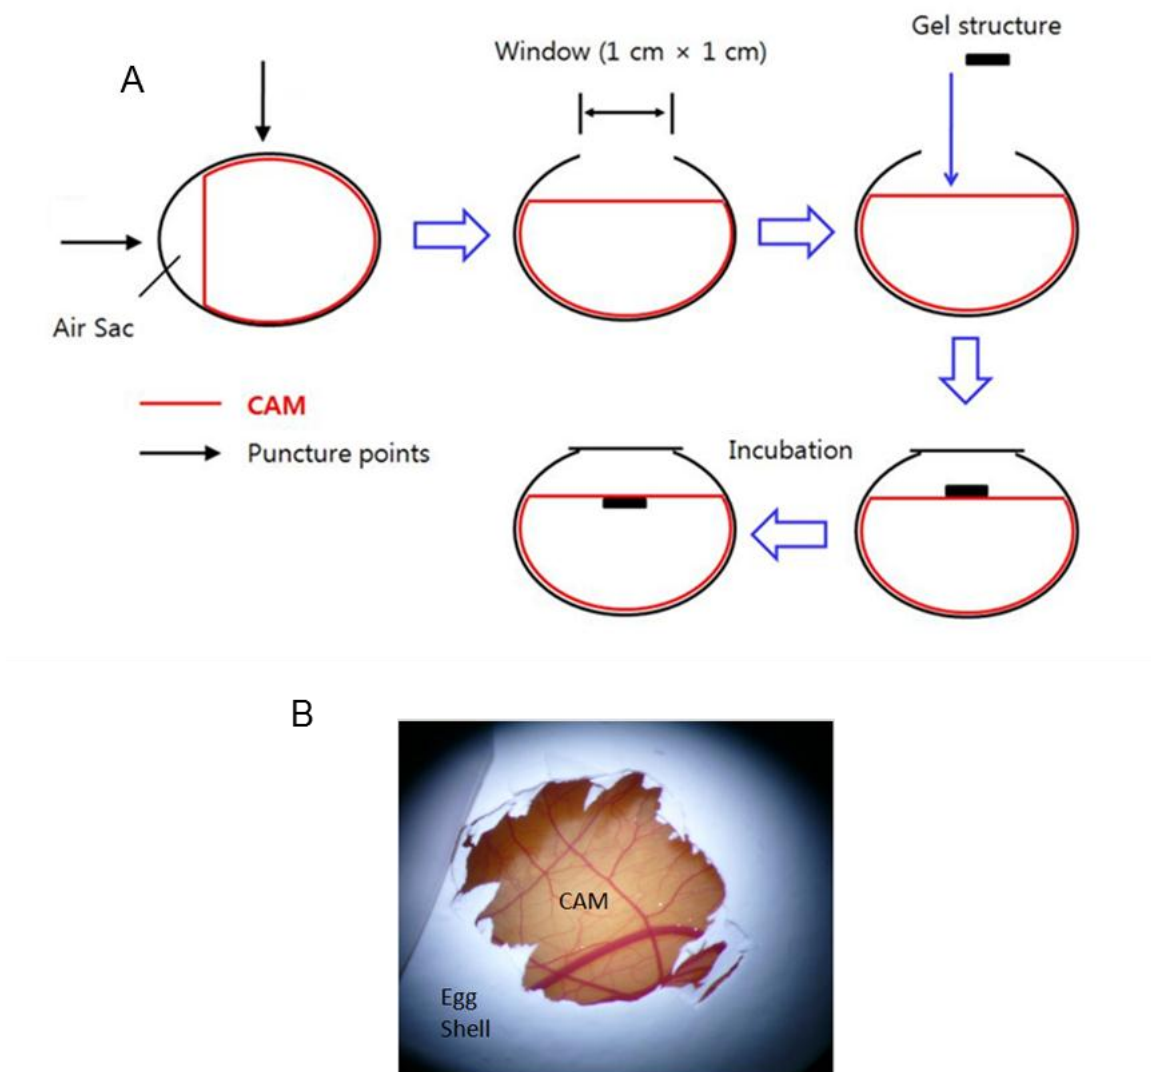 A
Window (1 cm × 1 cm)
Gel structure
Air Sac
CAM
Puncture points
Incubation
B
CAM
Egg
Shell